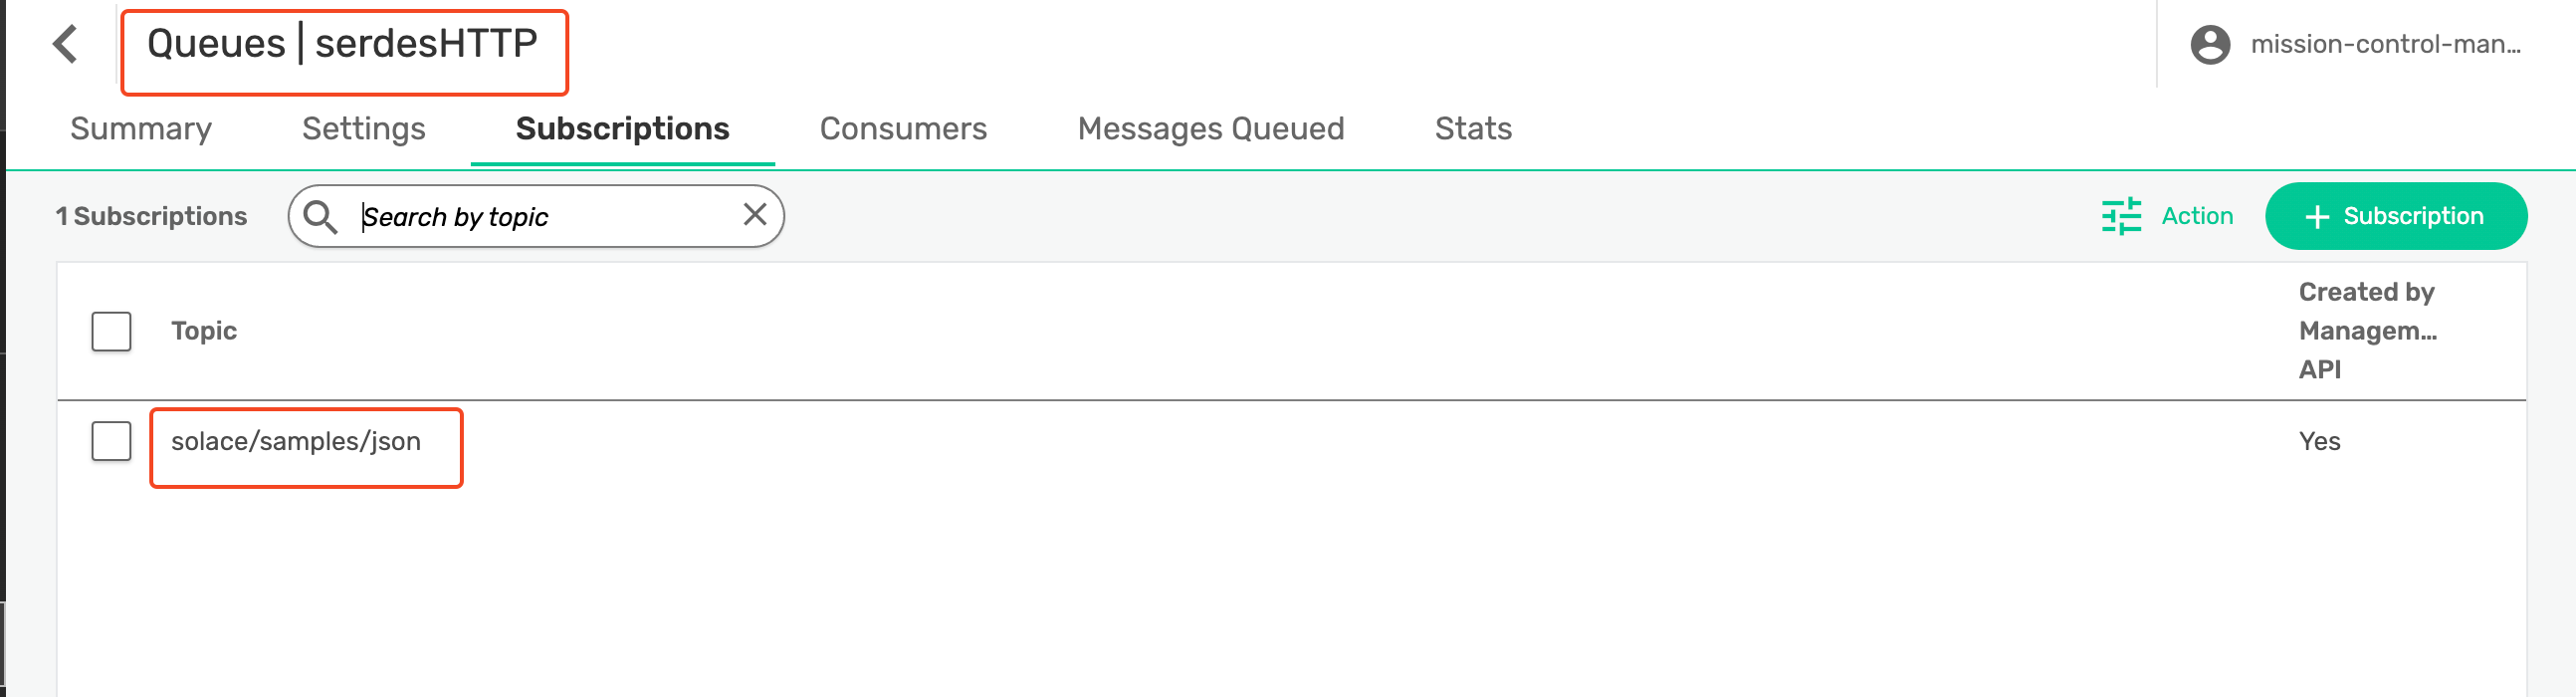 Queues | serdesHTTP
mission-control-man...
Summary Settings Subscriptions Consumers Messages Queued Stats
1 Subscriptions
Search by topic
Action
+ Subscription
Topic
Created by
Managem...
API
solace/samples/json
Yes